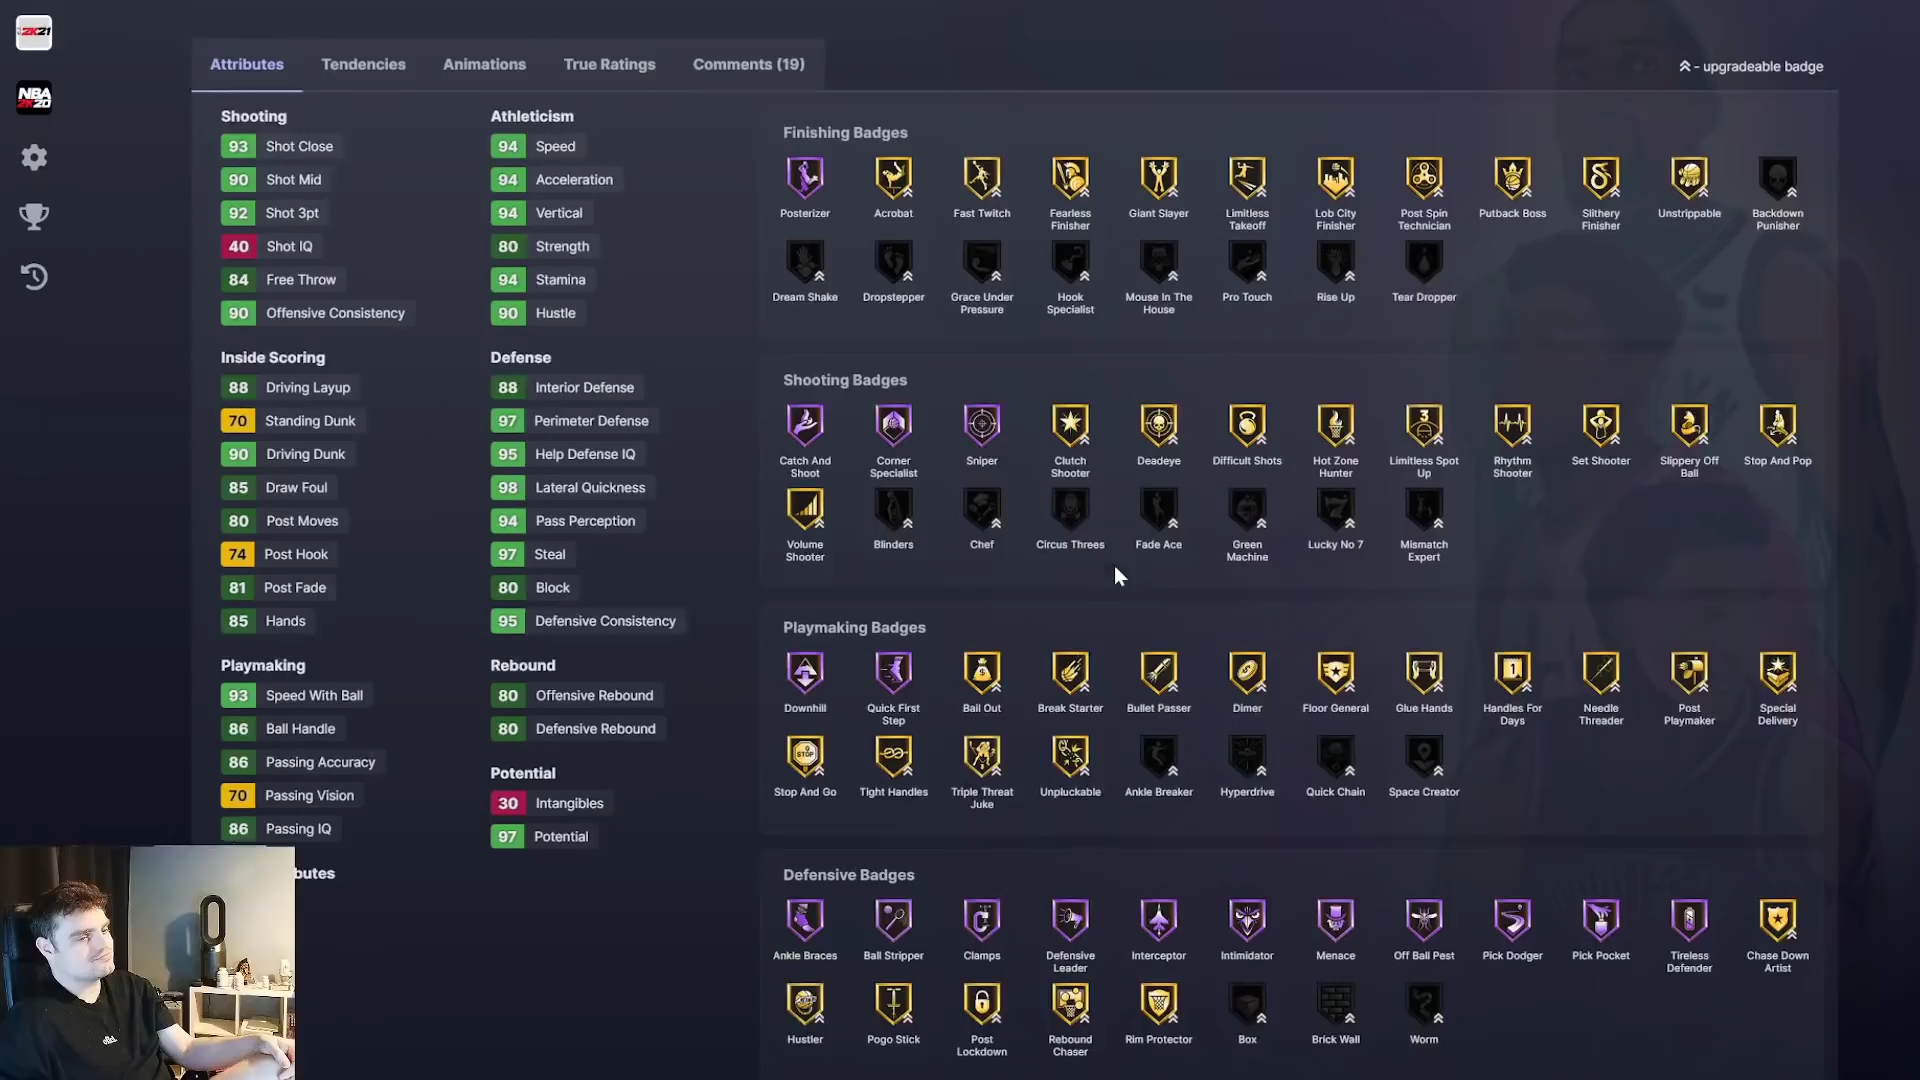 2K21
NBA
2K20
Attributes
Tendencies
Animations
True Ratings
Comments (19)
- upgradeable badge
Shooting
93 Shot Close
90 Shot Mid
92 Shot 3pt
40 Shot IQ
84 Free Throw
90 Offensive Consistency
Inside Scoring
88 Driving Layup
70 Standing Dunk
90 Driving Dunk
85 Draw Foul
80 Post Moves
74 Post Hook
81 Post Fade
85 Hands
Playmaking
93 Speed With Ball
86 Ball Handle
86 Passing Accuracy
70 Passing Vision
86 Passing IQ
butes
Athleticism
94 Speed
94 Acceleration
94 Vertical
80 Strength
94 Stamina
90 Hustle
Defense
88 Interior Defense
97 Perimeter Defense
95 Help Defense IQ
98 Lateral Quickness
94 Pass Perception
97 Steal
80 Block
95 Defensive Consistency
Rebound
80 Offensive Rebound
80 Defensive Rebound
Potential
30 Intangibles
97 Potential
Finishing Badges
Posterizer
Acrobat
Fast Twitch
Fearless
Finisher
Giant Slayer
Limitless
Takeoff
Lob City
Finisher
Post Spin
Technician
Putback Boss
Slithery
Finisher
Unstrippable
Backdown
Punisher
Dream Shake
Dropstepper
Grace Under
Pressure
Hook
Specialist
Mouse In The
House
Pro Touch
Rise Up
Tear Dropper
Shooting Badges
Catch And
Shoot
Corner
Specialist
Sniper
Clutch
Shooter
Deadeye
Difficult Shots
Hot Zone
Hunter
3
Limitless Spot
Up
Rhythm
Shooter
Set Shooter
Slippery Off
Ball
Stop And Pop
Volume
Shooter
Blinders
Chef
Circus Threes
Fade Ace
Green
Machine
Lucky No 7
Mismatch
Expert
Playmaking Badges
Downhill
Quick First
Step
Bail Out
Break Starter
Bullet Passer
Dimer
Floor General
Glue Hands
1
Handles For
Days
Needle
Threader
Post
Playmaker
Special
Delivery
STOP
Stop And Go
Tight Handles
Triple Threat
Juke
Unpluckable
Ankle Breaker
Hyperdrive
Quick Chain
Space Creator
Defensive Badges
Ankle Braces
Ball Stripper
Clamps
Defensive
Leader
Interceptor
Intimidator
Menace
Off Ball Pest
Pick Dodger
Pick Pocket
Tireless
Defender
Chase Down
Artist
Hustler
Pogo Stick
Post
Lockdown
Rebound
Chaser
Rim Protector
Box
Brick Wall
Worm